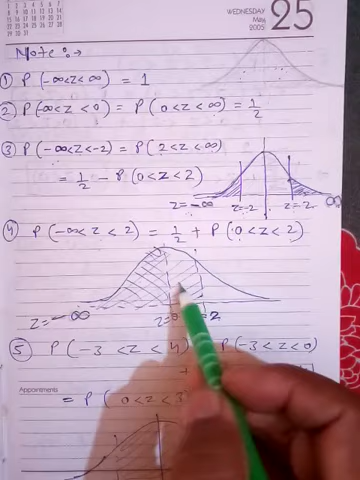 WEDNESDAY
May
2005
25
Note :→
① P(-∞<z<∞) = 1
② P(∞<z<0) = P(0<z<∞) = 1/2
③ P(-∞<z<-2) = P(2<z<∞)
= 1/2 - P(0<z<2)
z=-∞ z=-2 z=2 ∞
④ P(-∞<z<2) = 1/2 + P(0<z<2)
z=-∞ z=0 =2
⑤ P(-3<z<4) P(-3<z<0)
+
Appointments
= P(0<z<3)